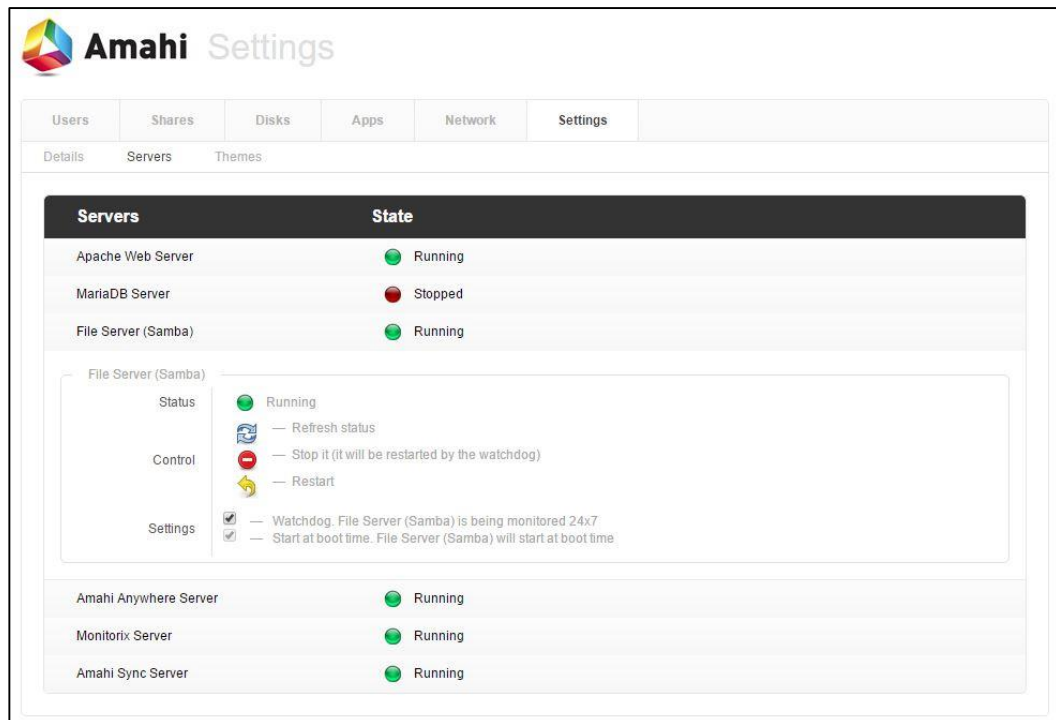 Amahi Settings
Users Shares Disks Apps Network Settings
Details Servers Themes
Servers State
Apache Web Server Running
MariaDB Server Stopped
File Server (Samba) Running
File Server (Samba)
Status Running
— Refresh status
Control — Stop it (it will be restarted by the watchdog)
— Restart
Settings — Watchdog. File Server (Samba) is being monitored 24x7
— Start at boot time. File Server (Samba) will start at boot time
Amahi Anywhere Server Running
Monitorix Server Running
Amahi Sync Server Running